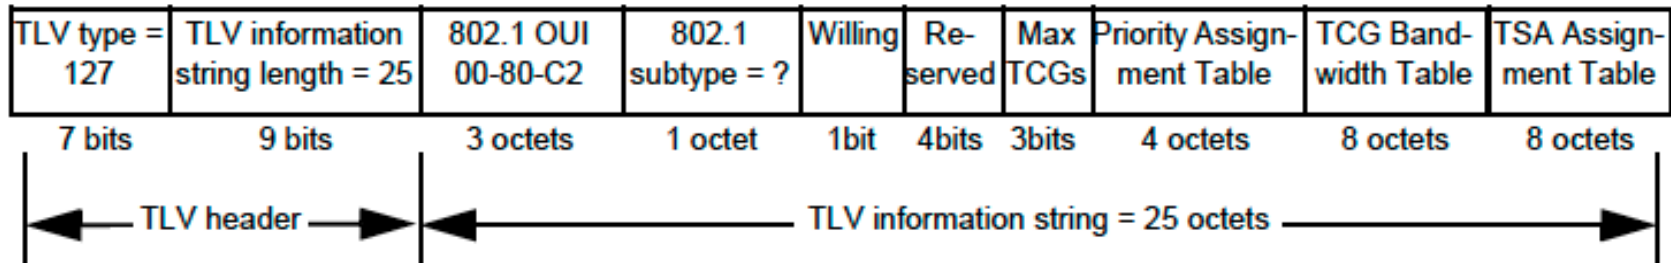 TLV type = 127
TLV information string length = 25
802.1 OUI 00-80-C2
802.1 subtype = ?
Willing
Re-served
Max TCGs
Priority Assign-ment Table
TCG Band-width Table
TSA Assign-ment Table
7 bits
9 bits
3 octets
1 octet
1bit
4bits
3bits
4 octets
8 octets
8 octets
TLV header
TLV information string = 25 octets